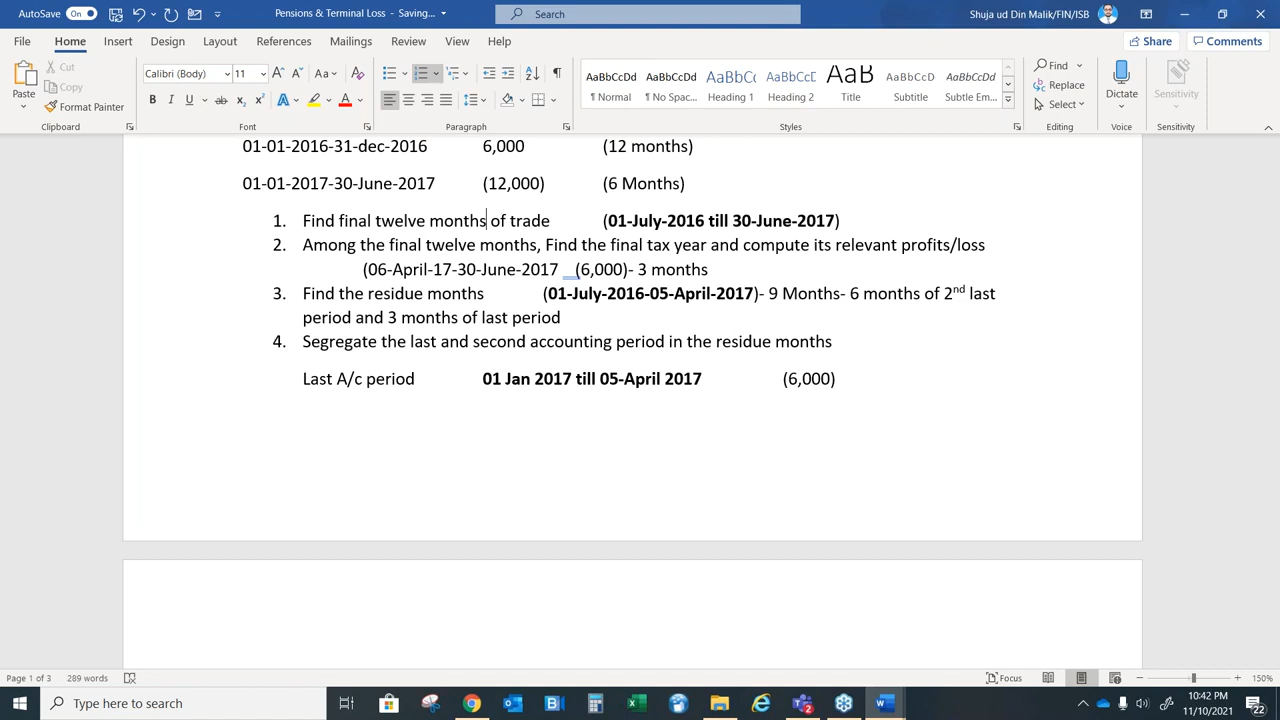 AutoSave On Pensions & Terminal Loss - Saving... Search Shuja ud Din Malik/FIN/ISB
File Home Insert Draw Design Layout References Mailings Review View Help Share Comments
Paste Cut Copy Format Painter
Calibri (Body) 11
AaBbCcDd AaBbCcDd AaBbCc AaBbCcD AaB AaBbCcD AaBbCcDd
¶ Normal ¶ No Spac... Heading 1 Heading 2 Title Subtitle Subtle Em...
Find Replace Select Dictate Sensitivity
Clipboard Font Paragraph Styles Editing Voice Sensitivity
01-01-2016-31-dec-2016 6,000 (12 months)
01-01-2017-30-June-2017 (12,000) (6 Months)
1. Find final twelve months of trade (01-July-2016 till 30-June-2017)
2. Among the final twelve months, Find the final tax year and compute its relevant profits/loss
(06-April-17-30-June-2017 (6,000)- 3 months
3. Find the residue months (01-July-2016-05-April-2017)- 9 Months- 6 months of 2nd last
period and 3 months of last period
4. Segregate the last and second accounting period in the residue months
Last A/c period 01 Jan 2017 till 05-April 2017 (6,000)
Page 1 of 3 289 words Focus 150%
Type here to search 10:42 PM
11/10/2021